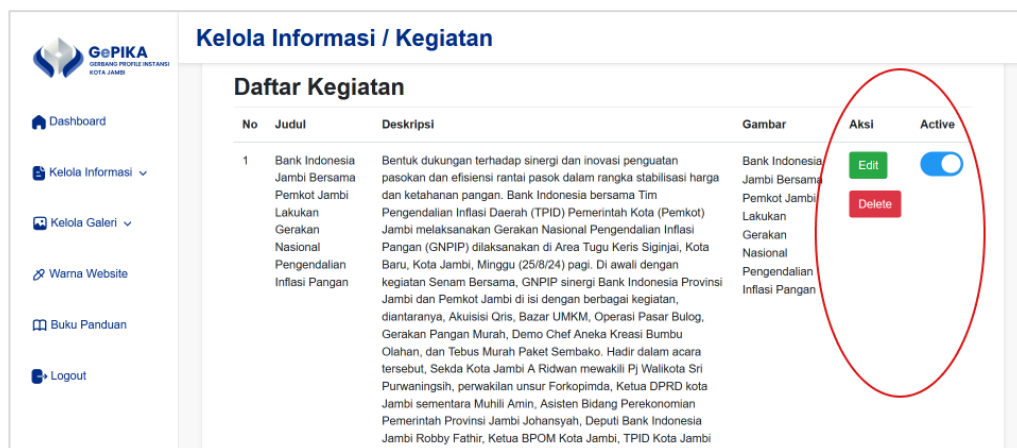 GePIKA
GERBANG PROFILE INSTANSI
KOTA JAMBI
Dashboard
Kelola Informasi
Kelola Galeri
Warna Website
Buku Panduan
Logout
Kelola Informasi / Kegiatan
Daftar Kegiatan
No Judul Deskripsi Gambar Aksi Active
1
Bank Indonesia
Jambi Bersama
Pemkot Jambi
Lakukan
Gerakan
Nasional
Pengendalian
Inflasi Pangan
Bentuk dukungan terhadap sinergi dan inovasi penguatan
pasokan dan efisiensi rantai pasok dalam rangka stabilisasi harga
dan ketahanan pangan. Bank Indonesia bersama Tim
Pengendalian Inflasi Daerah (TPID) Pemerintah Kota (Pemkot)
Jambi melaksanakan Gerakan Nasional Pengendalian Inflasi
Pangan (GNPIP) dilaksanakan di Area Tugu Keris Siginjai, Kota
Baru, Kota Jambi, Minggu (25/8/24) pagi. Di awali dengan
kegiatan Senam Bersama, GNPIP sinergi Bank Indonesia Provinsi
Jambi dan Pemkot Jambi di isi dengan berbagai kegiatan,
diantaranya, Akuisisi Qris, Bazar UMKM, Operasi Pasar Bulog,
Gerakan Pangan Murah, Demo Chef Aneka Kreasi Bumbu
Olahan, dan Tebus Murah Paket Sembako. Hadir dalam acara
tersebut, Sekda Kota Jambi A Ridwan mewakili Pj Walikota Sri
Purwaningsih, perwakilan unsur Forkopimda, Ketua DPRD kota
Jambi sementara Muhili Amin, Asisten Bidang Perekonomian
Pemerintah Provinsi Jambi Johansyah, Deputi Bank Indonesia
Jambi Robby Fathir, Ketua BPOM Kota Jambi, TPID Kota Jambi
Bank Indonesia
Jambi Bersama
Pemkot Jambi
Lakukan
Gerakan
Nasional
Pengendalian
Inflasi Pangan
Edit
Delete